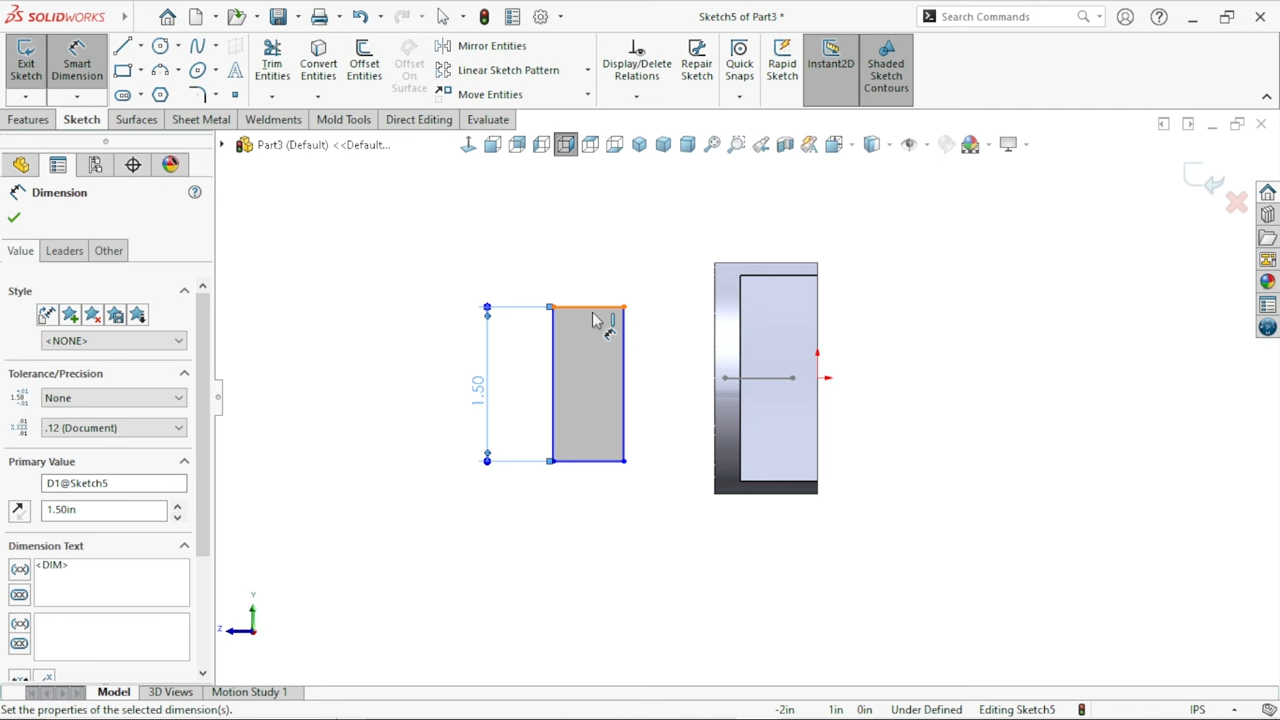 SOLIDWORKS
Sketch5 of Part3 *
Search Commands
Exit Sketch
Smart Dimension
Trim Entities
Convert Entities
Offset Entities
Offset On Surface
Mirror Entities
Linear Sketch Pattern
Move Entities
Display/Delete Relations
Repair Sketch
Quick Snaps
Rapid Sketch
Instant2D
Shaded Sketch Contours
Features
Sketch
Surfaces
Sheet Metal
Weldments
Mold Tools
Direct Editing
Evaluate
Part3 (Default) <<Default...
Dimension
Value
Leaders
Other
Style
<NONE>
Tolerance/Precision
None
.12 (Document)
Primary Value
D1@Sketch5
1.50in
Dimension Text
<DIM>
1.50
Y
Z
Model
3D Views
Motion Study 1
Set the properties of the selected dimension(s).
-2in
1in
0in
Under Defined
Editing Sketch5
IPS